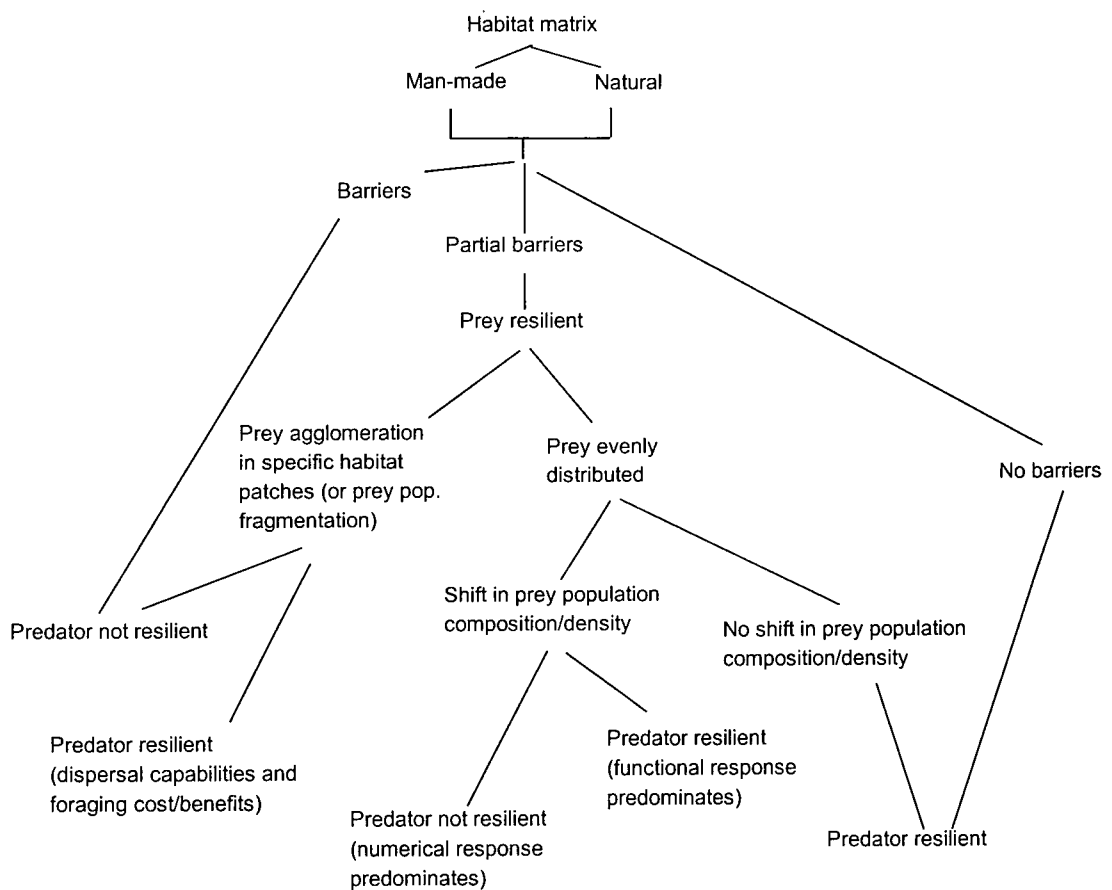 Habitat matrix
Man-made
Natural
Barriers
Partial barriers
Prey resilient
Prey agglomeration
in specific habitat
patches (or prey pop.
fragmentation)
Prey evenly
distributed
No barriers
Predator not resilient
Shift in prey population
composition/density
No shift in prey population
composition/density
Predator resilient
(dispersal capabilities and
foraging cost/benefits)
Predator not resilient
(numerical response
predominates)
Predator resilient
(functional response
predominates)
Predator resilient